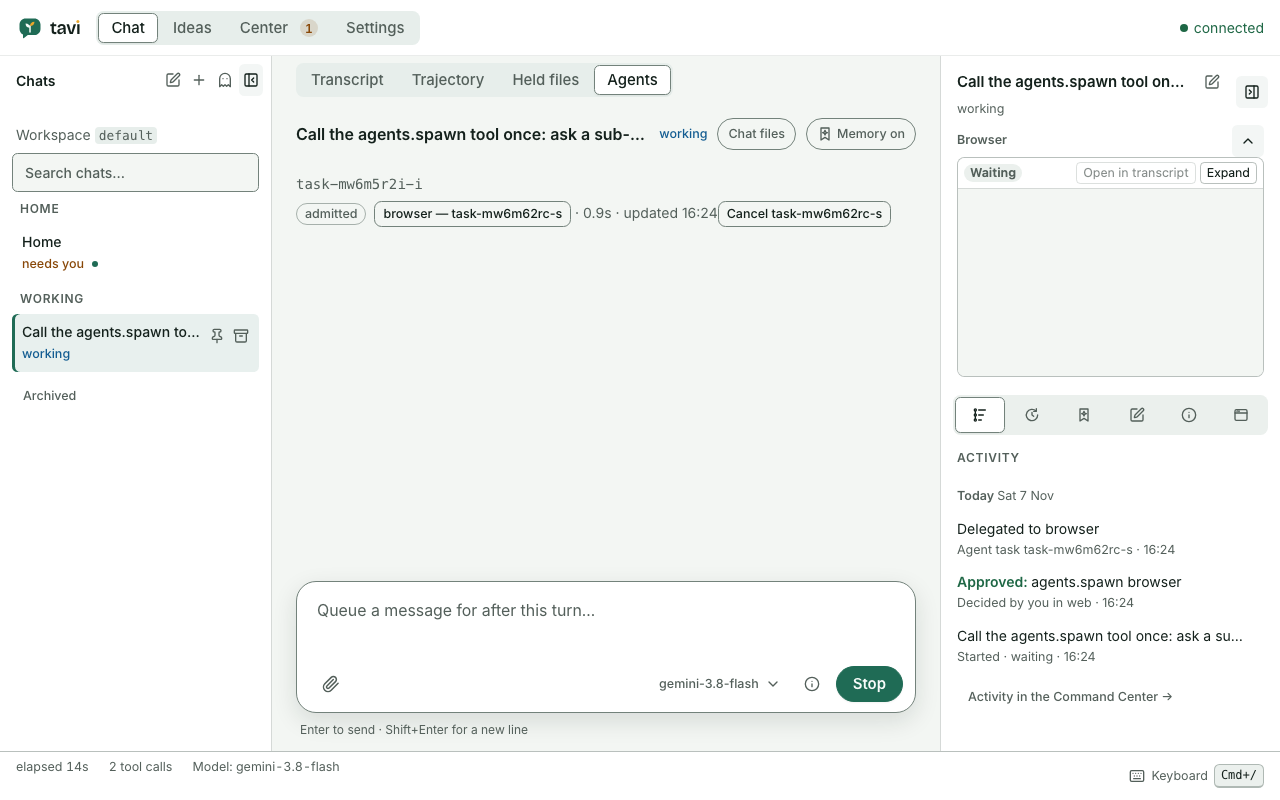 tavi
Chat
Ideas
Center 1
Settings
connected
Chats
Workspace default
Search chats...
HOME
Home
needs you
WORKING
Call the agents.spawn to...
working
Archived
Transcript
Trajectory
Held files
Agents
Call the agents.spawn tool once: ask a sub-...
working
Chat files
Memory on
task-mw6m5r2i-i
admitted
browser — task-mw6m62rc-s
· 0.9s · updated 16:24
Cancel task-mw6m62rc-s
Queue a message for after this turn...
gemini-3.8-flash
Stop
Enter to send · Shift+Enter for a new line
Call the agents.spawn tool on...
working
Browser
Waiting
Open in transcript
Expand
ACTIVITY
Today Sat 7 Nov
Delegated to browser
Agent task task-mw6m62rc-s · 16:24
Approved: agents.spawn browser
Decided by you in web · 16:24
Call the agents.spawn tool once: ask a su...
Started · waiting · 16:24
Activity in the Command Center →
elapsed 14s
2 tool calls
Model: gemini-3.8-flash
Keyboard Cmd+/